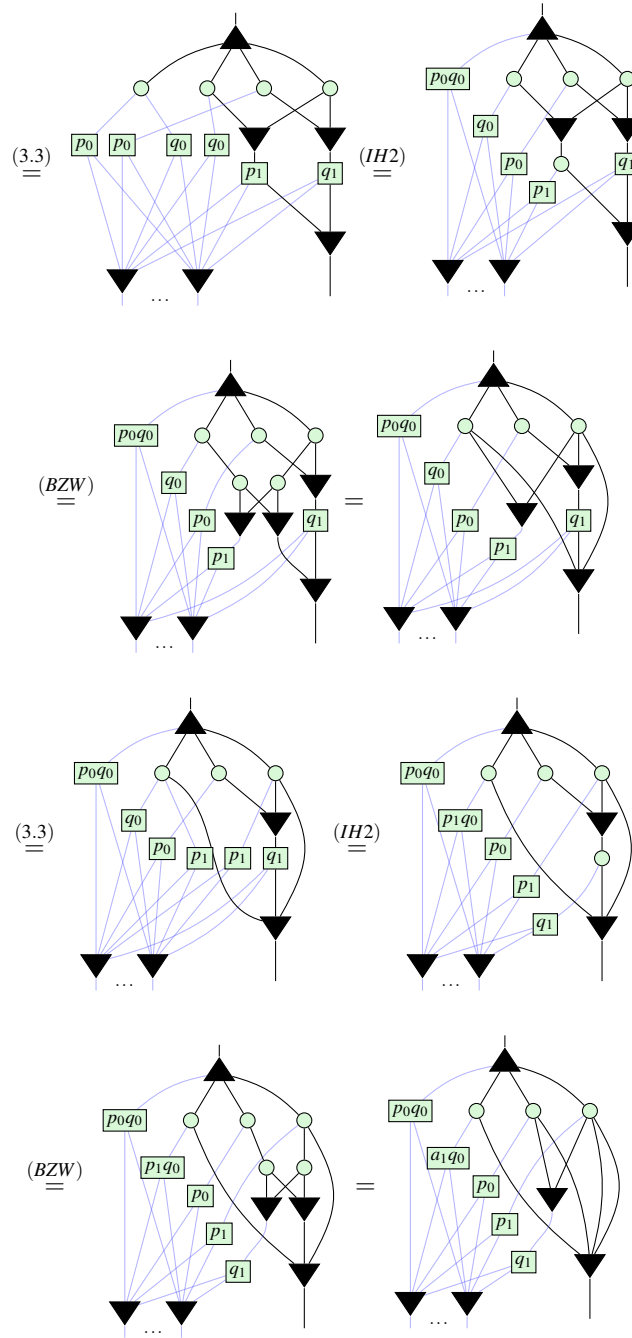 (3.3) = p₀ p₀ q₀ q₀ p₁ q₁ ... (IH2) = p₀q₀ q₀ p₀ p₁ q₁ ...
(BZW) = p₀q₀ q₀ p₀ p₁ q₁ ... = p₀q₀ q₀ p₀ p₁ q₁ ...
(3.3) = p₀q₀ q₀ p₀ p₁ p₁ q₁ ... (IH2) = p₀q₀ p₁q₀ p₀ p₁ q₁ ...
(BZW) = p₀q₀ p₁q₀ p₀ p₁ q₁ ... = p₀q₀ a₁q₀ p₀ p₁ q₁ ...